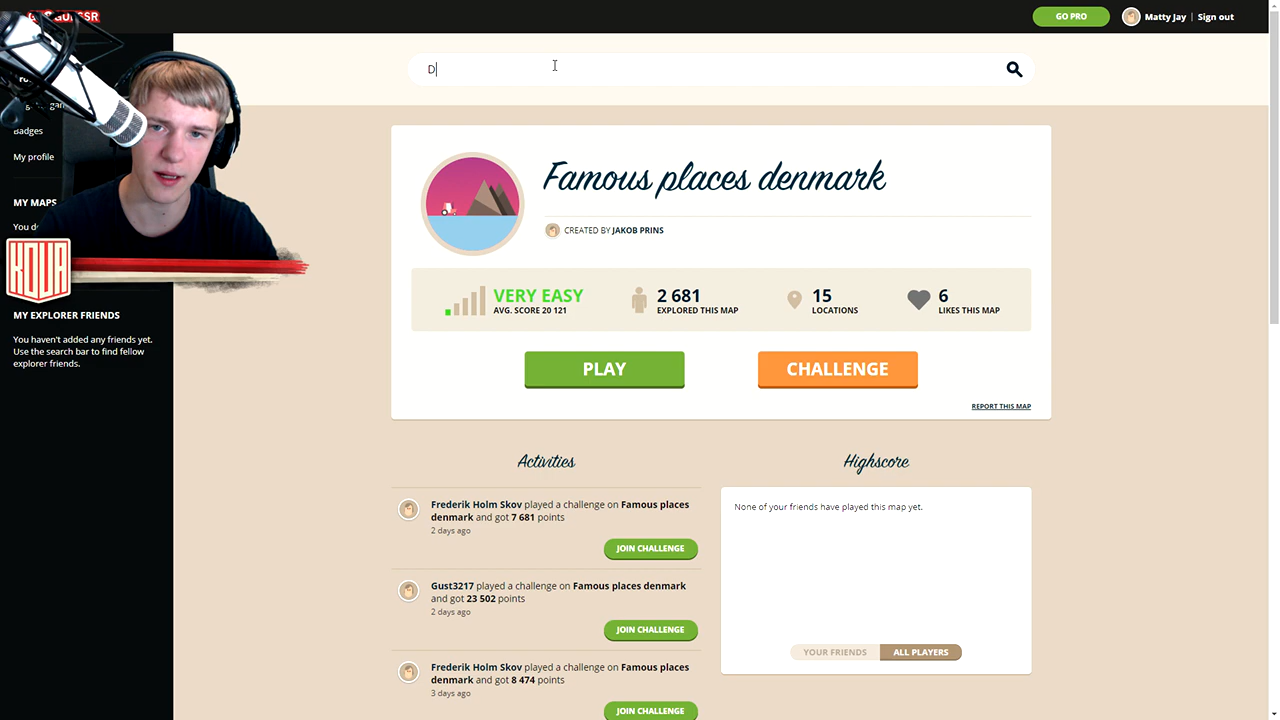 GO PRO
Matty Jay | Sign out
D
Badges
My profile
MY MAPS
You d
KOVA
MY EXPLORER FRIENDS
You haven't added any friends yet.
Use the search bar to find fellow
explorer friends.
Famous places denmark
CREATED BY JAKOB PRINS
VERY EASY
AVG. SCORE 20 121
2 681
EXPLORED THIS MAP
15
LOCATIONS
6
LIKES THIS MAP
PLAY
CHALLENGE
REPORT THIS MAP
Activities
Frederik Holm Skov played a challenge on Famous places
denmark and got 7 681 points
2 days ago
JOIN CHALLENGE
Gust3217 played a challenge on Famous places denmark
and got 23 502 points
2 days ago
JOIN CHALLENGE
Frederik Holm Skov played a challenge on Famous places
denmark and got 8 474 points
3 days ago
JOIN CHALLENGE
Highscore
None of your friends have played this map yet.
YOUR FRIENDS
ALL PLAYERS